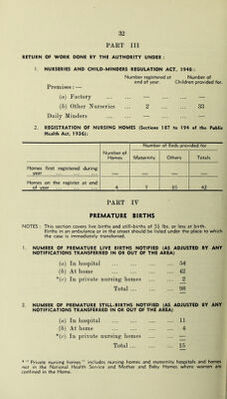 32
PART III
RETURN OF WORK DONE BY THE AUTHORITY UNDER :
1. NURSERIES AND CHILD-MINDERS REGULATION ACT, 1948:
Number registered at end of year. Number of Children provided for.
Premises:—
(a) Factory ... ... — ... —
(b) Other Nurseries ... 2 ... ... 33
Daily Minders ... ... — ... —
2. REGISTRATION OF NURSING HOMES (Sections 187 to 194 of the Public
Health Act, 1936):
Number of Homes Number of Beds provided for
Maternity Others Totals
Homes first registered during
year — — — —
Homes on the register at end
of year 4 7 35 42
PART IV
PREMATURE BIRTHS
NOTES : This section covers live births and still-births of 5½ lbs. or less at birth.
Births in an ambulance or in the street should be listed under the place to which
the case is immediately transferred.
1. NUMBER OF PREMATURE LIVE BIRTHS NOTIFIED (AS ADJUSTED BY ANY
NOTIFICATIONS TRANSFERRED IN OR OUT OF THE AREA)
(a) In hospital ... ... ... 54
(b) At home ... ... ... 42
*(c) In private nursing homes ... 2
Total ... ... 98
2. NUMBER OF PREMATURE STILL-BIRTHS NOTIFIED (AS ADJUSTED BY ANY
NOTIFICATIONS TRANSFERRED IN OR OUT OF THE AREA)
(a) In hospital ... ... ... 11
(b) At home ... ... ... 4
*(c) In private nursing homes ... —
Total ... ... 15
* " Private nursing homes " includes nursing homes and maternity hospitals and homes
not in the National Health Service and Mother and Baby Homes where women are
confined in the Home.